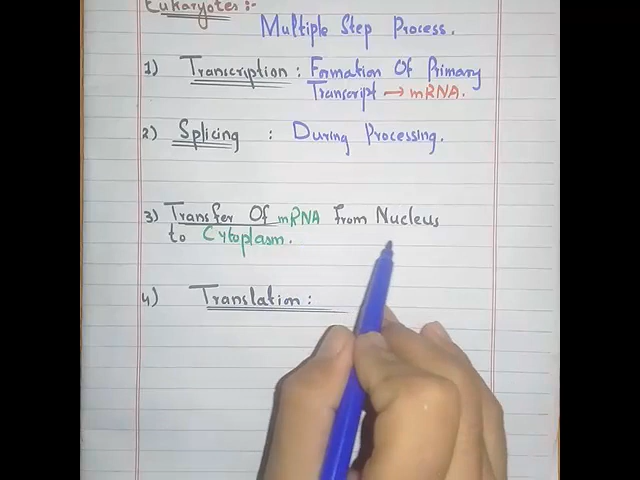 Eukaryotes:-
Multiple Step Process.
1) Transcription : Formation Of Primary
Transcript → mRNA.
2) Splicing : During Processing.
3) Transfer Of mRNA From Nucleus
to Cytoplasm.
4) Translation: